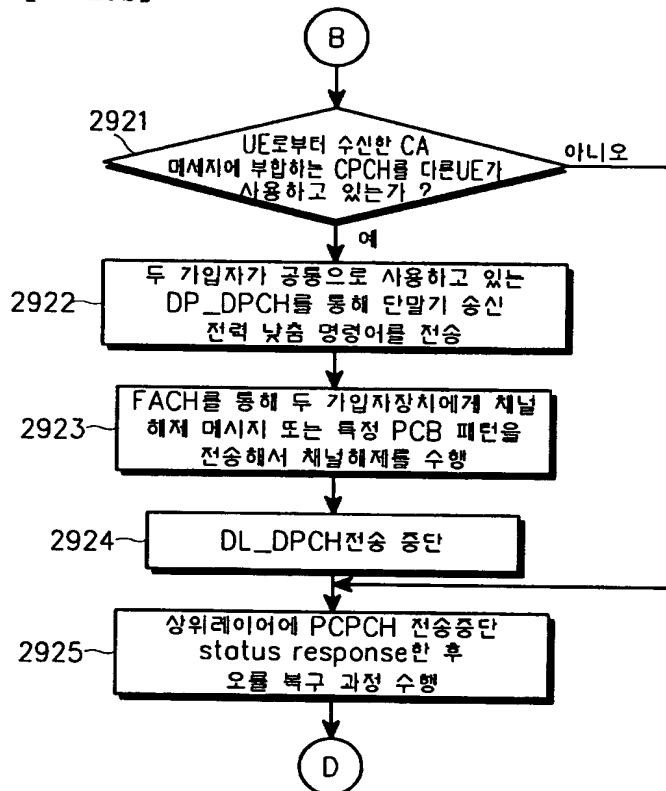 B
2921
UE로부터 수신한 CA
메세지에 부합하는 CPCH를 다른UE가
사용하고 있는가 ?
아니오
예
2922
두 가입자가 공통으로 사용하고 있는
DP_DPCH를 통해 단말기 송신
전력 낮춤 명령어를 전송
2923
FACH를 통해 두 가입자장치에게 채널
해제 메시지 또는 특정 PCB 패턴을
전송해서 채널해제를 수행
2924
DL_DPCH전송 중단
2925
상위레이어에 PCPCH 전송중단
status response한 후
오류 복구 과정 수행
D